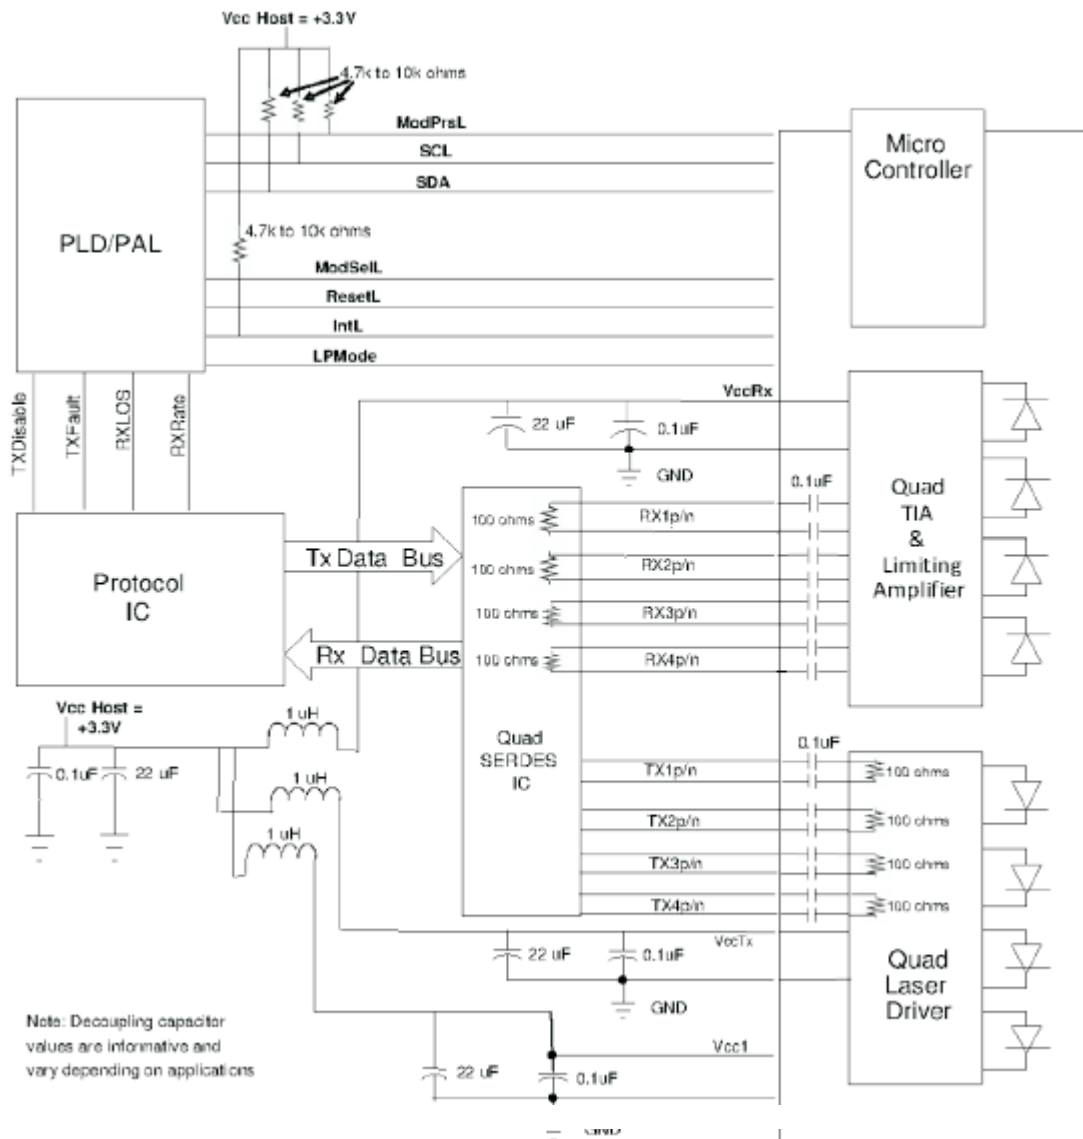 Vcc Host = +3.3V
4.7k to 10k ohms
ModPrsL
SCL
SDA
PLD/PAL
4.7k to 10k ohms
ModSelL
ResetL
IntL
LPMode
Micro
Controller
TXDisable
TXFault
RXLOS
RXRate
VccRx
22 uF
0.1uF
GND
0.1uF
Quad
TIA
&
Limiting
Amplifier
100 ohms
RX1p/n
100 ohms
RX2p/n
100 ohms
RX3p/n
100 ohms
RX4p/n
Tx Data Bus
Protocol
IC
Rx Data Bus
Vcc Host =
+3.3V
0.1uF
22 uF
1 uH
1 uH
1 uH
Quad
SERDES
IC
0.1uF
TX1p/n
100 ohms
TX2p/n
100 ohms
TX3p/n
100 ohms
TX4p/n
100 ohms
VccTx
22 uF
0.1uF
GND
Quad
Laser
Driver
Note: Decoupling capacitor
values are informative and
vary depending on applications
Vcc1
22 uF
0.1uF
GND